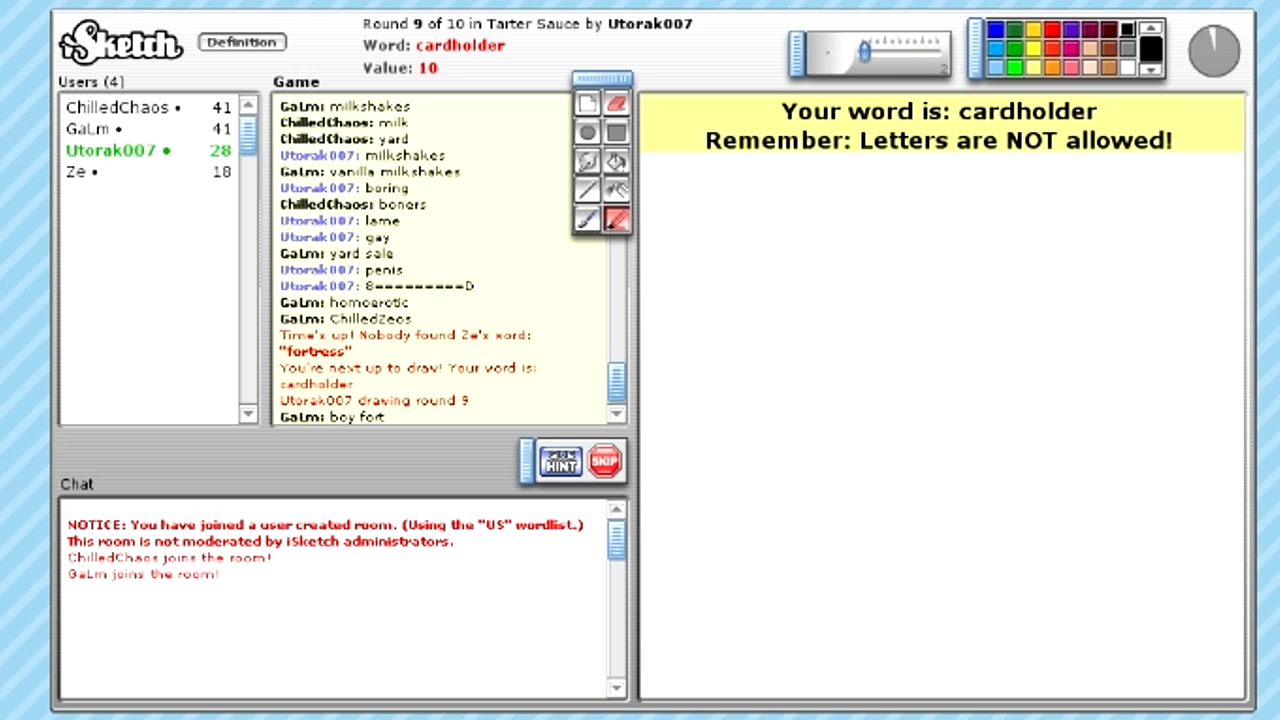 iSketch
Definition
Round 9 of 10 in Tarter Sauce by Utorak007
Word: cardholder
Value: 10
2
Users (4)
ChilledChaos • 41
GaLm • 41
Utorak007 • 28
Ze • 18
Game
GaLm: milkshakes
ChilledChaos: milk
ChilledChaos: yard
Utorak007: milkshakes
GaLm: vanilla milkshakes
Utorak007: boring
ChilledChaos: boners
Utorak007: lame
Utorak007: gay
GaLm: yard sale
Utorak007: penis
Utorak007: 8=========D
GaLm: homoerotic
GaLm: ChilledZeos
Time's up! Nobody found Ze's word:
"fortress"
You're next up to draw! Your word is:
cardholder
Utorak007 drawing round 9
GaLm: boy fort
HINT
SKIP
Chat
NOTICE: You have joined a user created room. (Using the "US" wordlist.)
This room is not moderated by iSketch administrators.
ChilledChaos joins the room!
GaLm joins the room!
Your word is: cardholder
Remember: Letters are NOT allowed!